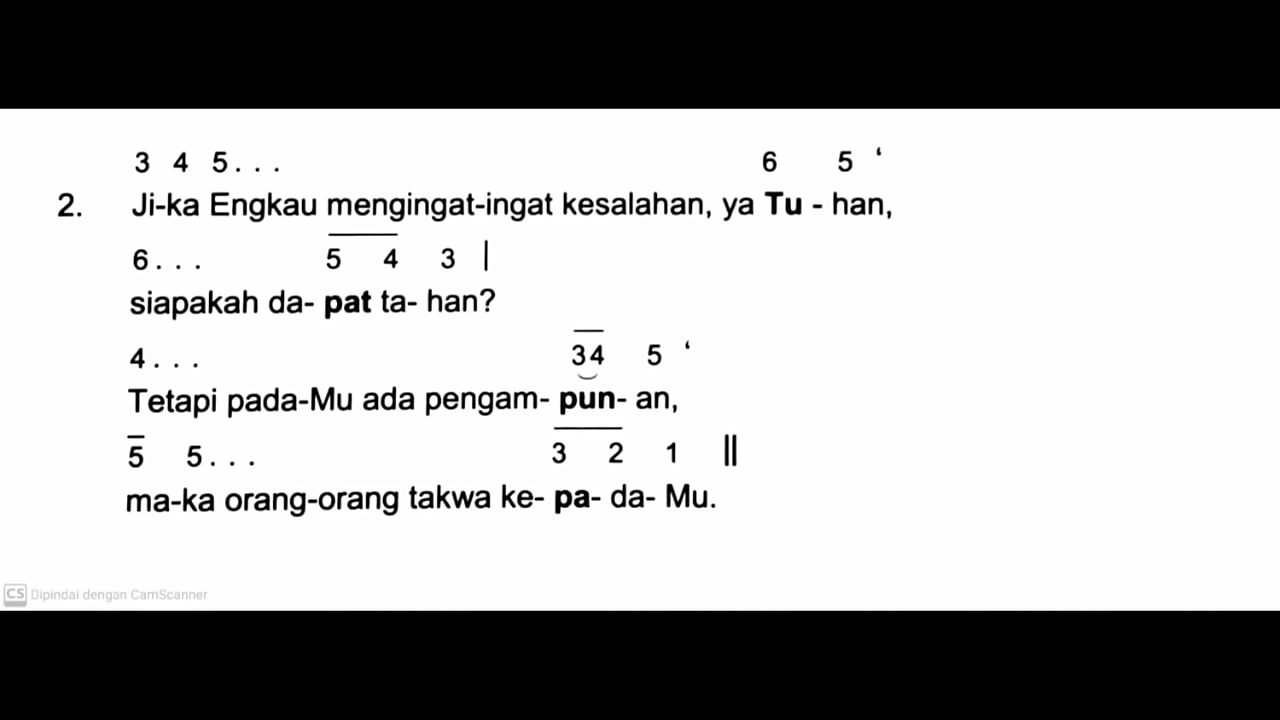 3 4 5 . . . 6 5 ‘
2. Ji-ka Engkau mengingat-ingat kesalahan, ya Tu - han,
6 . . . 5 4 3 |
siapakah da- pat ta- han?
4 . . . 34 5 ‘
Tetapi pada-Mu ada pengam- pun- an,
5 5 . . . 3 2 1 ||
ma-ka orang-orang takwa ke- pa- da- Mu.
CS Dipindai dengan CamScanner